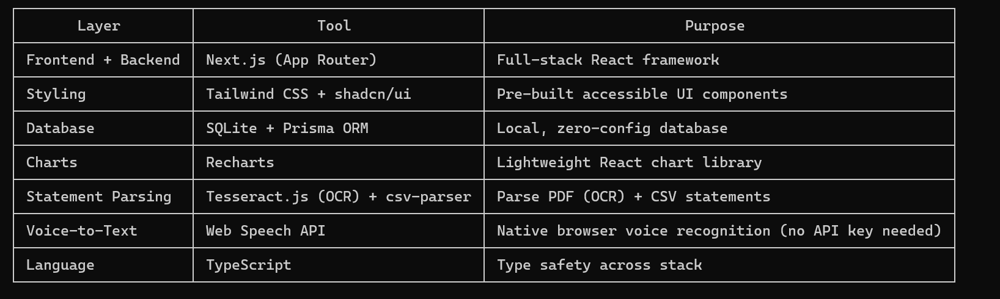 Layer Tool Purpose
Frontend + Backend Next.js (App Router) Full-stack React framework
Styling Tailwind CSS + shadcn/ui Pre-built accessible UI components
Database SQLite + Prisma ORM Local, zero-config database
Charts Recharts Lightweight React chart library
Statement Parsing Tesseract.js (OCR) + csv-parser Parse PDF (OCR) + CSV statements
Voice-to-Text Web Speech API Native browser voice recognition (no API key needed)
Language TypeScript Type safety across stack